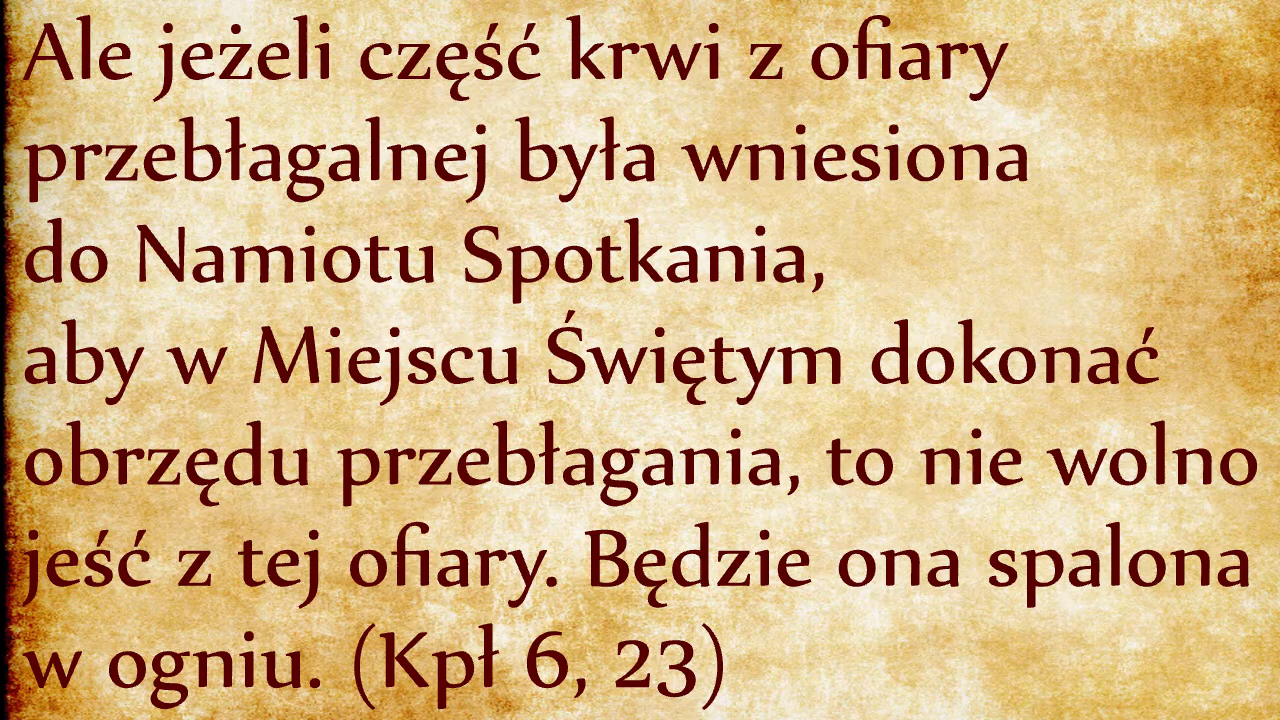 Ale jeżeli część krwi z ofiary
przebłagalnej była wniesiona
do Namiotu Spotkania,
aby w Miejscu Świętym dokonać
obrzędu przebłagania, to nie wolno
jeść z tej ofiary. Będzie ona spalona
w ogniu. (Kpł 6, 23)